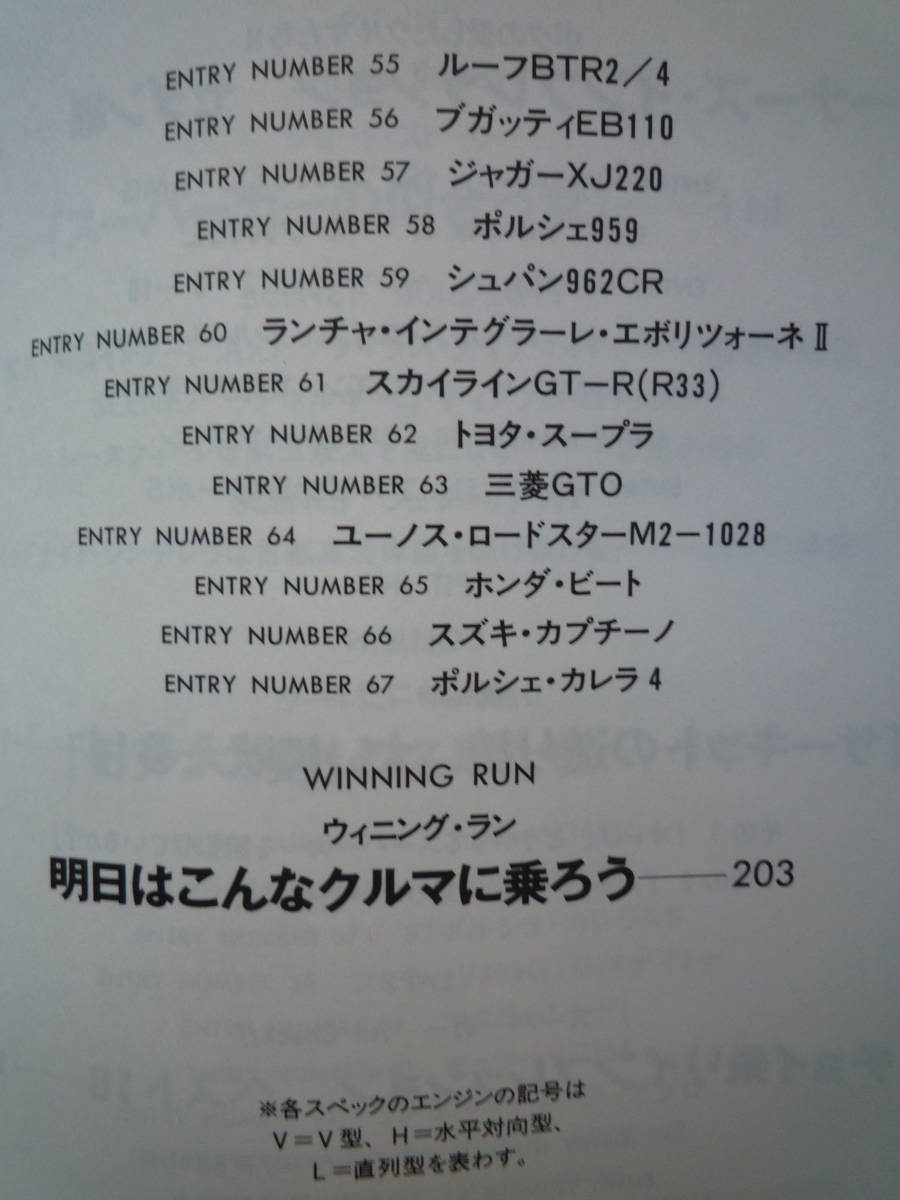 ENTRY NUMBER 55 ルーフBTR2／4
ENTRY NUMBER 56 ブガッティEB110
ENTRY NUMBER 57 ジャガーXJ220
ENTRY NUMBER 58 ポルシェ959
ENTRY NUMBER 59 シュパン962CR
ENTRY NUMBER 60 ランチャ・インテグラーレ・エボリツォーネⅡ
ENTRY NUMBER 61 スカイラインGT−R(R33)
ENTRY NUMBER 62 トヨタ・スープラ
ENTRY NUMBER 63 三菱GTO
ENTRY NUMBER 64 ユーノス・ロードスターM2−1028
ENTRY NUMBER 65 ホンダ・ビート
ENTRY NUMBER 66 スズキ・カプチーノ
ENTRY NUMBER 67 ポルシェ・カレラ4
WINNING RUN
ウィニング・ラン
明日はこんなクルマに乗ろう──203
※各スペックのエンジンの記号は
V＝V型、H＝水平対向型、
L＝直列型を表わす。